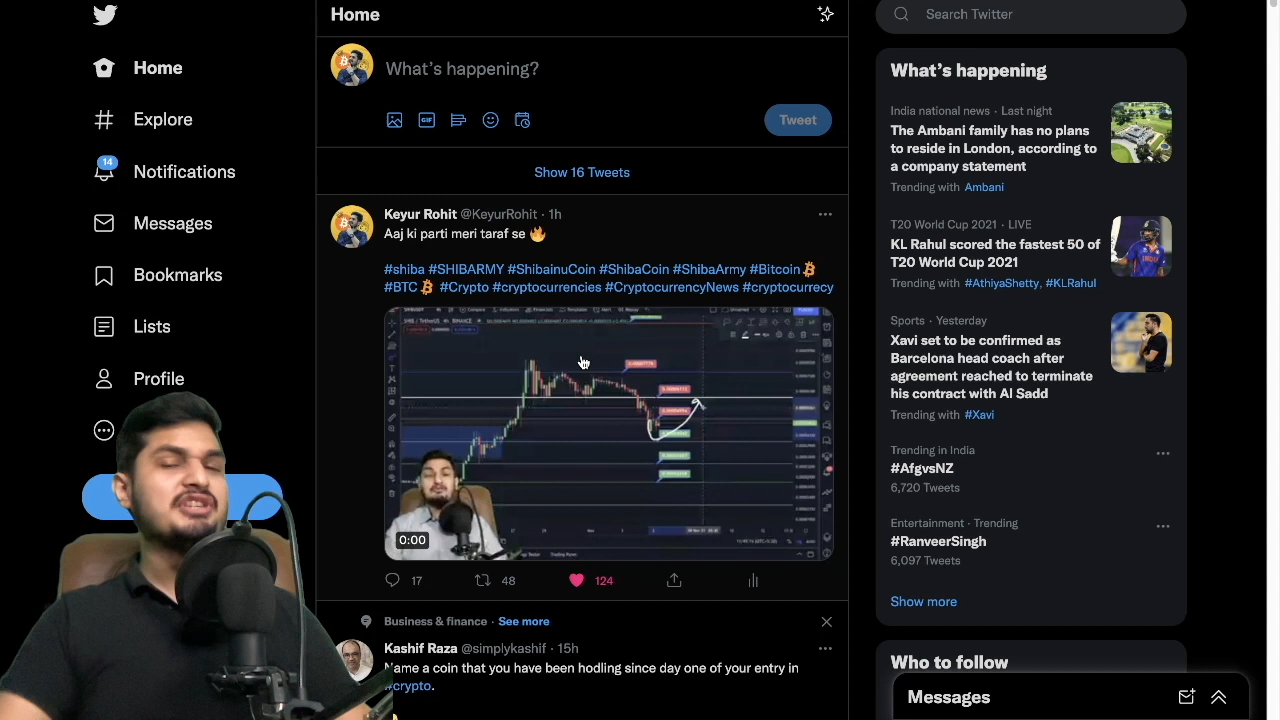 Home
Explore
14
Notifications
Messages
Bookmarks
Lists
Profile
Home
What's happening?
GIF
Tweet
Show 16 Tweets
Keyur Rohit @KeyurRohit · 1h
Aaj ki parti meri taraf se 🔥
#shiba #SHIBARMY #ShibainuCoin #ShibaCoin #ShibaArmy #Bitcoin
#BTC #Crypto #cryptocurrencies #CryptocurrencyNews #cryptocurrecy
0:00
17
48
124
Business & finance · See more
Kashif Raza @simplykashif · 15h
Name a coin that you have been hodling since day one of your entry in
#crypto.
Search Twitter
What's happening
India national news · Last night
The Ambani family has no plans
to reside in London, according to
a company statement
Trending with Ambani
T20 World Cup 2021 · LIVE
KL Rahul scored the fastest 50 of
T20 World Cup 2021
Trending with #AthiyaShetty, #KLRahul
Sports · Yesterday
Xavi set to be confirmed as
Barcelona head coach after
agreement reached to terminate
his contract with Al Sadd
Trending with #Xavi
Trending in India
#AfgvsNZ
6,720 Tweets
Entertainment · Trending
#RanveerSingh
6,097 Tweets
Show more
Who to follow
Messages